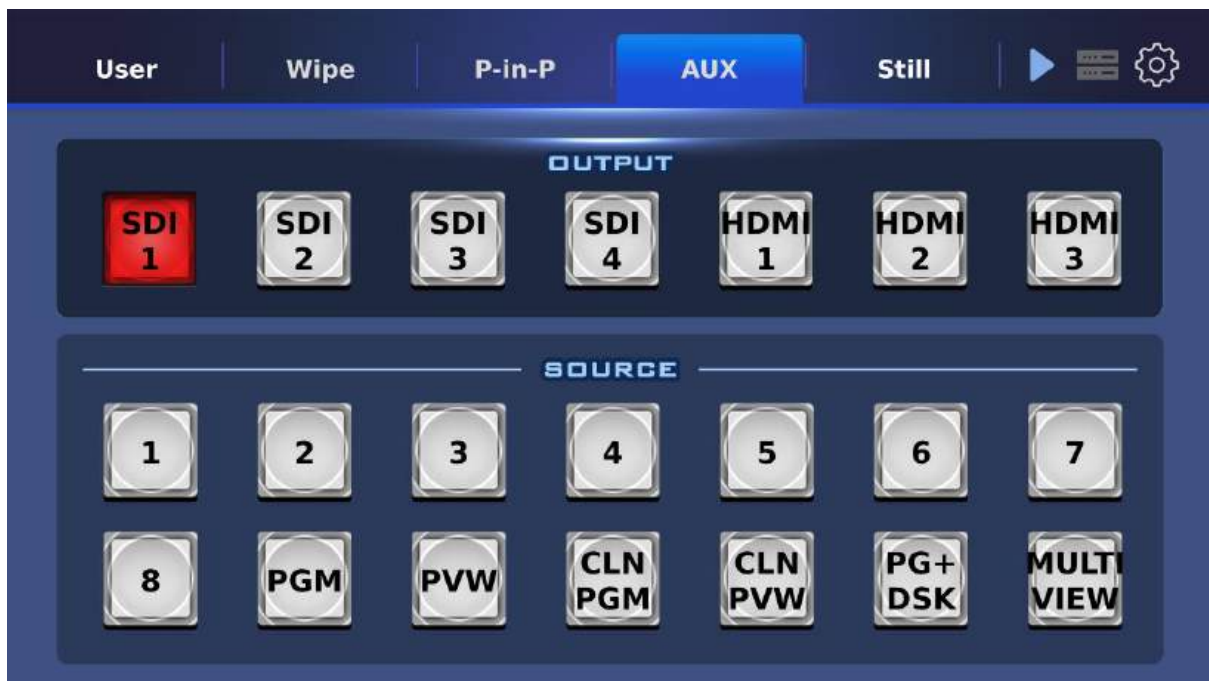 User Wipe P-in-P AUX Still
OUTPUT
SDI 1
SDI 2
SDI 3
SDI 4
HDMI 1
HDMI 2
HDMI 3
SOURCE
1 2 3 4 5 6 7
8
PGM
PVW
CLN PGM
CLN PVW
PG+ DSK
MULTI VIEW